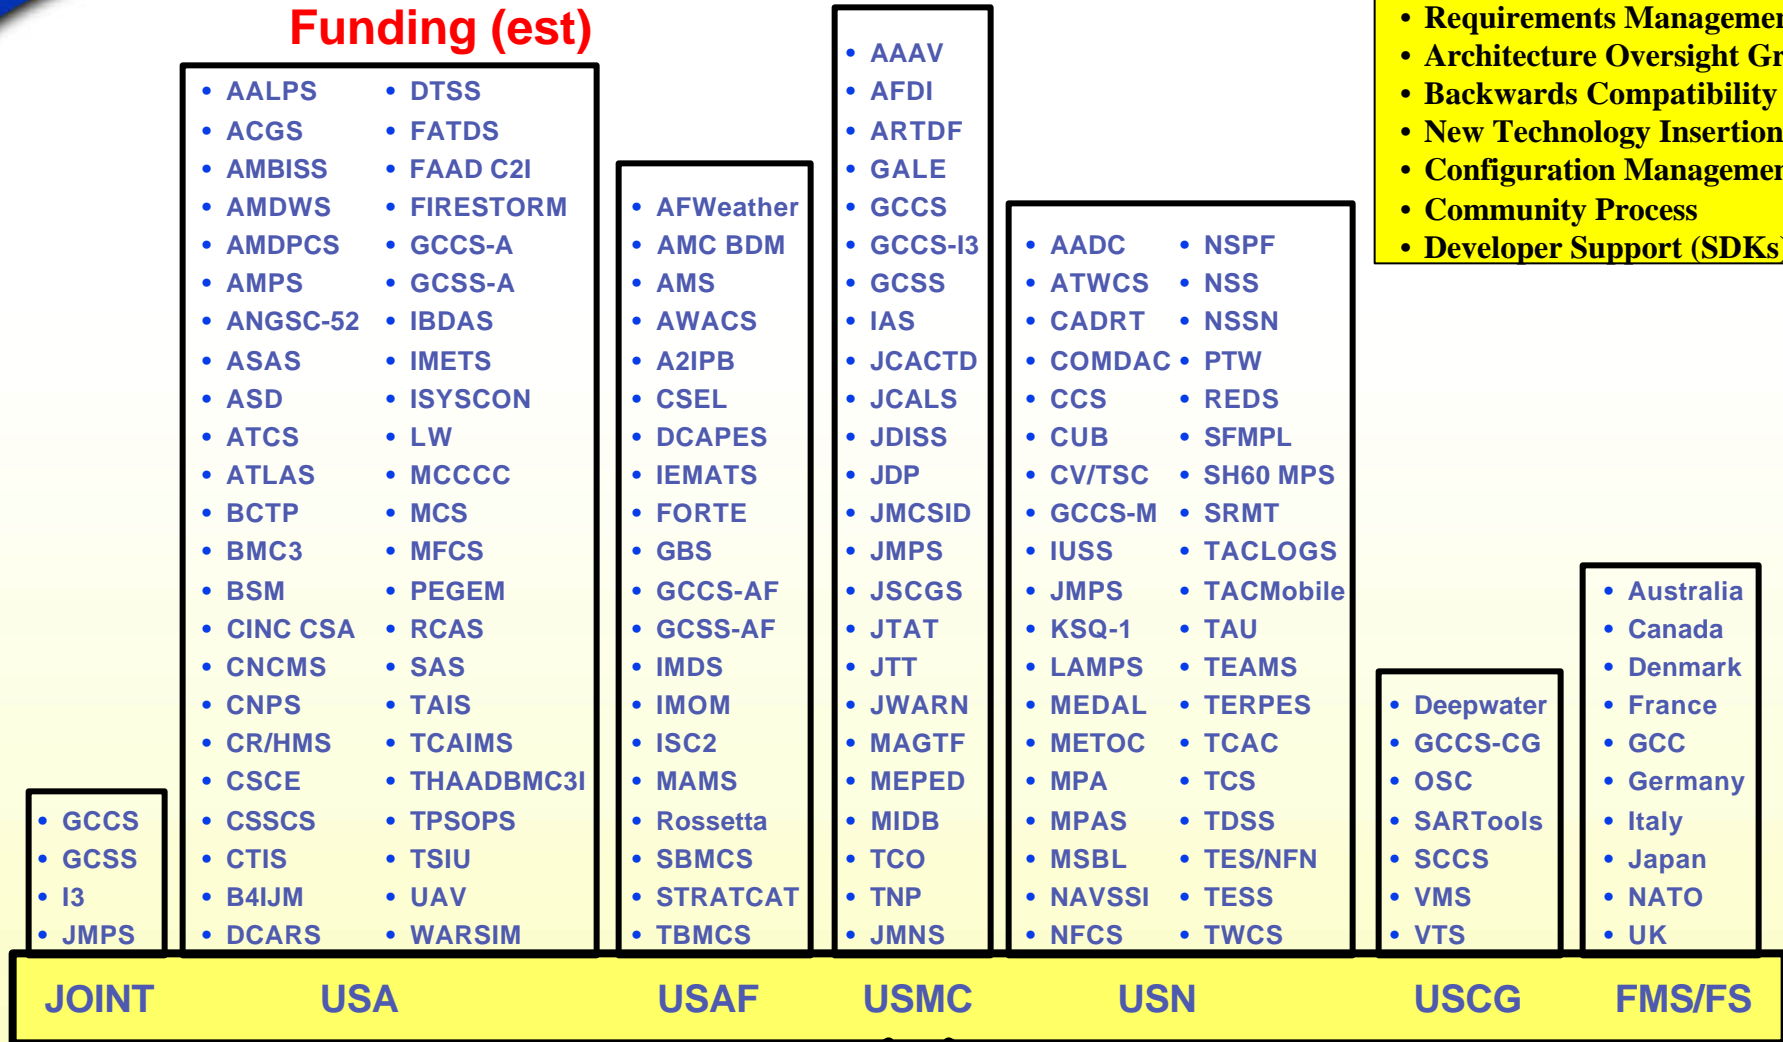 Funding (est)
• Requirements Managemen
• Architecture Oversight Gr
• Backwards Compatibility
• New Technology Insertion
• Configuration Managemen
• Community Process
• Developer Support (SDKs)
• GCCS
• GCSS
• I3
• JMPS
JOINT
• AALPS
• ACGS
• AMBISS
• AMDWS
• AMDPCS
• AMPS
• ANGSC-52
• ASAS
• ASD
• ATCS
• ATLAS
• BCTP
• BMC3
• BSM
• CINC CSA
• CNCMS
• CNPS
• CR/HMS
• CSCE
• CSSCS
• CTIS
• B4IJM
• DCARS
• DTSS
• FATDS
• FAAD C2I
• FIRESTORM
• GCCS-A
• GCSS-A
• IBDAS
• IMETS
• ISYSCON
• LW
• MCCCC
• MCS
• MFCS
• PEGEM
• RCAS
• SAS
• TAIS
• TCAIMS
• THAADBMC3I
• TPSOPS
• TSIU
• UAV
• WARSIM
USA
• AFWeather
• AMC BDM
• AMS
• AWACS
• A2IPB
• CSEL
• DCAPES
• IEMATS
• FORTE
• GBS
• GCCS-AF
• GCSS-AF
• IMDS
• IMOM
• ISC2
• MAMS
• Rossetta
• SBMCS
• STRATCAT
• TBMCS
USAF
• AAAV
• AFDI
• ARTDF
• GALE
• GCCS
• GCCS-I3
• GCSS
• IAS
• JCACTD
• JCALS
• JDISS
• JDP
• JMCSID
• JMPS
• JSCGS
• JTAT
• JTT
• JWARN
• MAGTF
• MEPED
• MIDB
• TCO
• TNP
• JMNS
USMC
• AADC
• ATWCS
• CADRT
• COMDAC
• CCS
• CUB
• CV/TSC
• GCCS-M
• IUSS
• JMPS
• KSQ-1
• LAMPS
• MEDAL
• METOC
• MPA
• MPAS
• MSBL
• NAVSSI
• NFCS
• NSPF
• NSS
• NSSN
• PTW
• REDS
• SFMPL
• SH60 MPS
• SRMT
• TACLOGS
• TACMobile
• TAU
• TEAMS
• TERPES
• TCAC
• TCS
• TDSS
• TES/NFN
• TESS
• TWCS
USN
• Deepwater
• GCCS-CG
• OSC
• SARTools
• SCCS
• VMS
• VTS
USCG
• Australia
• Canada
• Denmark
• France
• GCC
• Germany
• Italy
• Japan
• NATO
• UK
FMS/FS